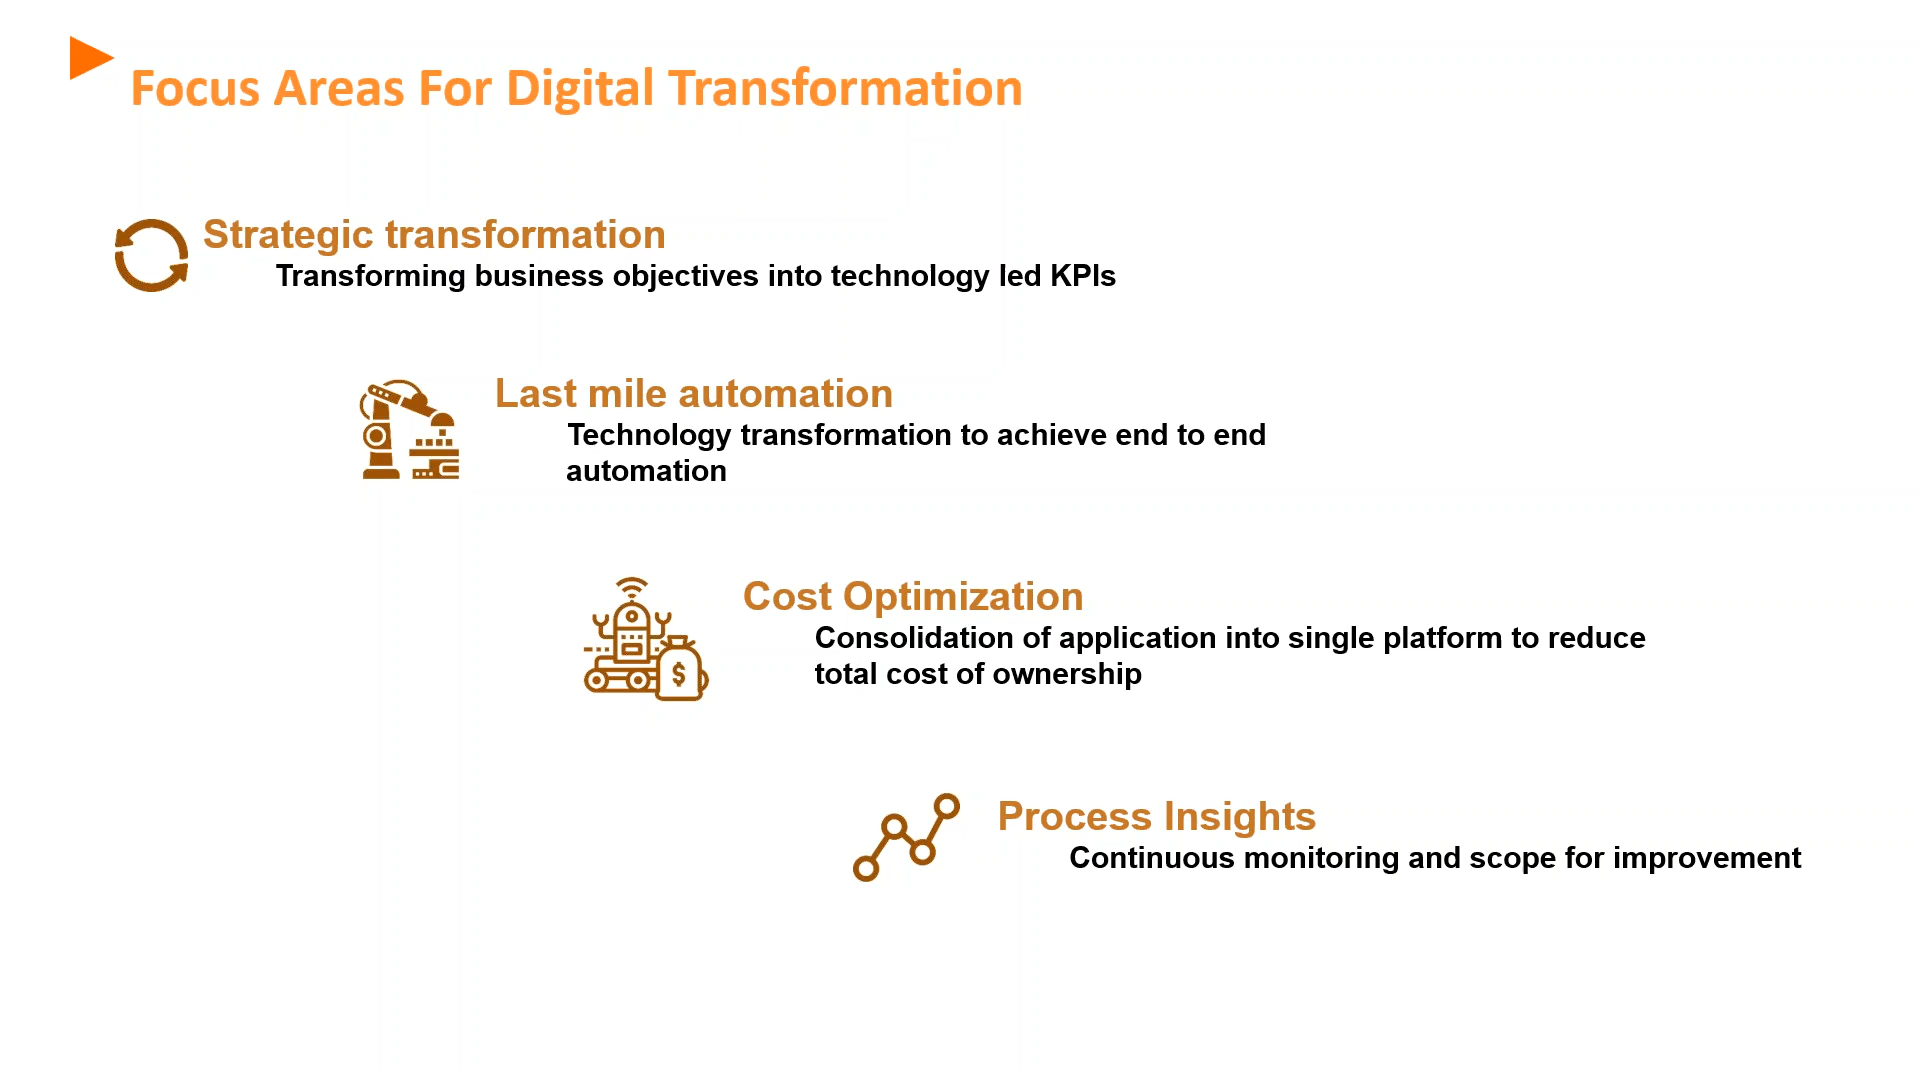 Focus Areas For Digital Transformation
Strategic transformation
Transforming business objectives into technology led KPIs
Last mile automation
Technology transformation to achieve end to end
automation
Cost Optimization
Consolidation of application into single platform to reduce
total cost of ownership
$
Process Insights
Continuous monitoring and scope for improvement